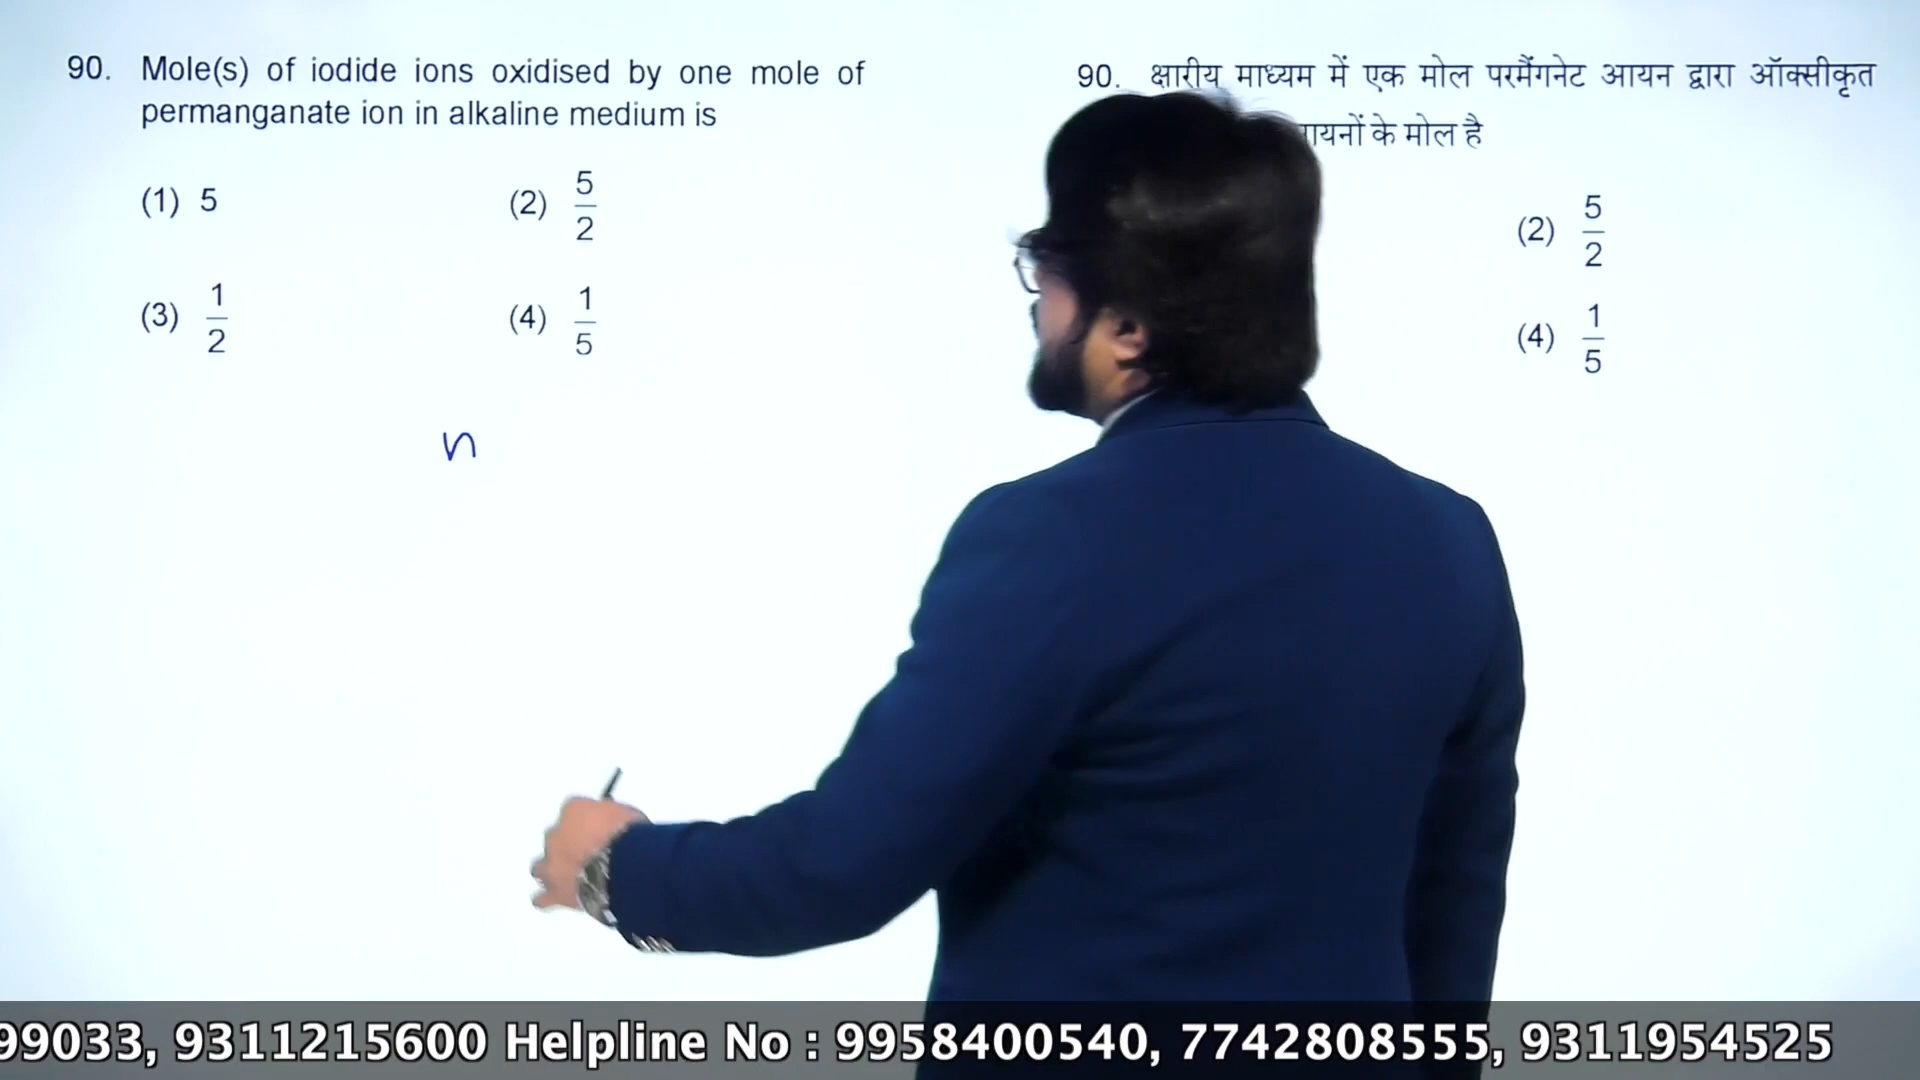 90. Mole(s) of iodide ions oxidised by one mole of
permanganate ion in alkaline medium is
(1) 5 (2) 5/2
(3) 1/2 (4) 1/5
n
90. क्षारीय माध्यम में एक मोल परमैंगनेट आयन द्वारा ऑक्सीकृत
के मोल है
(2) 5/2
(4) 1/5
99033, 9311215600 Helpline No : 9958400540, 7742808555, 9311954525